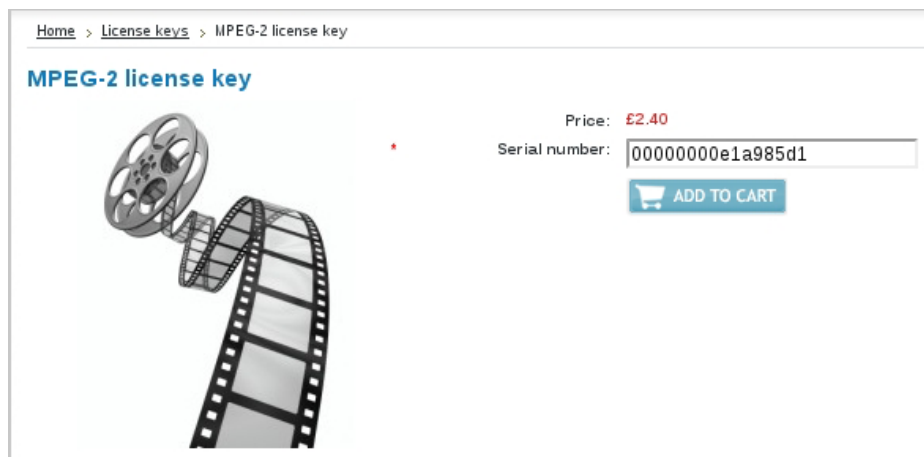 Home > License keys > MPEG-2 license key
MPEG-2 license key
Price: £2.40
* Serial number: 00000000e1a985d1
ADD TO CART